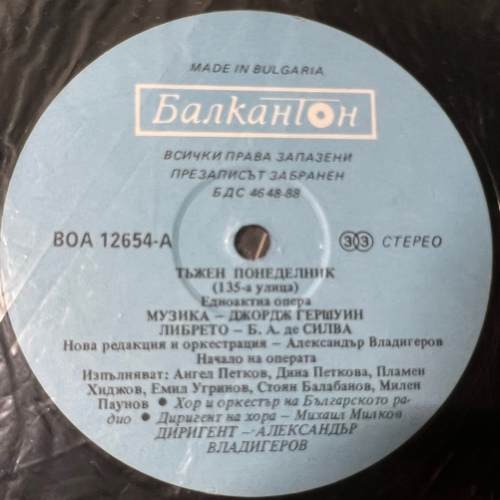 MADE IN BULGARIA
Балкантон
ВСИЧКИ ПРАВА ЗАПАЗЕНИ
ПРЕЗАПИСЪТ ЗАБРАНЕН
БДС 4648-88
ВОА 12654-А
33 СТЕРЕО
ТЪЖЕН ПОНЕДЕЛНИК
(135-а улица)
Едноактна опера
МУЗИКА – ДЖОРДЖ ГЕРШУИН
ЛИБРЕТО – Б. А. де СИЛВА
Нова редакция и оркестрация – Александър Владигеров
Начало на операта
Изпълняват: Ангел Петков, Дина Петкова, Пламен
Хиджов, Емил Угринов, Стоян Балабанов, Милен
Паунов • Хор и оркестър на Българското ра-
дио • Диригент на хора – Михаил Милков
ДИРИГЕНТ – АЛЕКСАНДЪР
ВЛАДИГЕРОВ